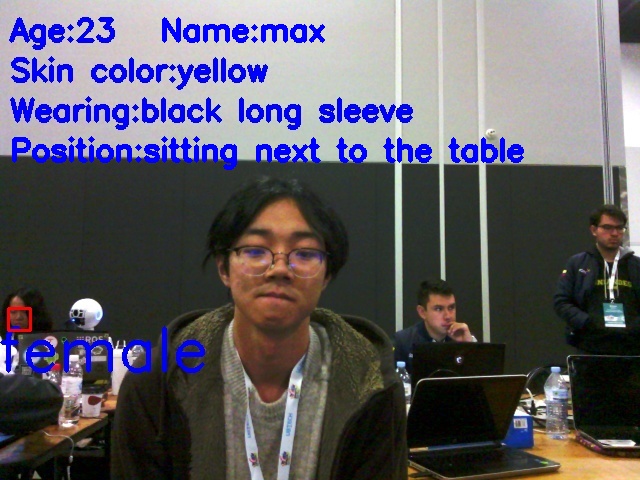 Age:23 Name:max
Skin color:yellow
Wearing:black long sleeve
Position:sitting next to the table
female